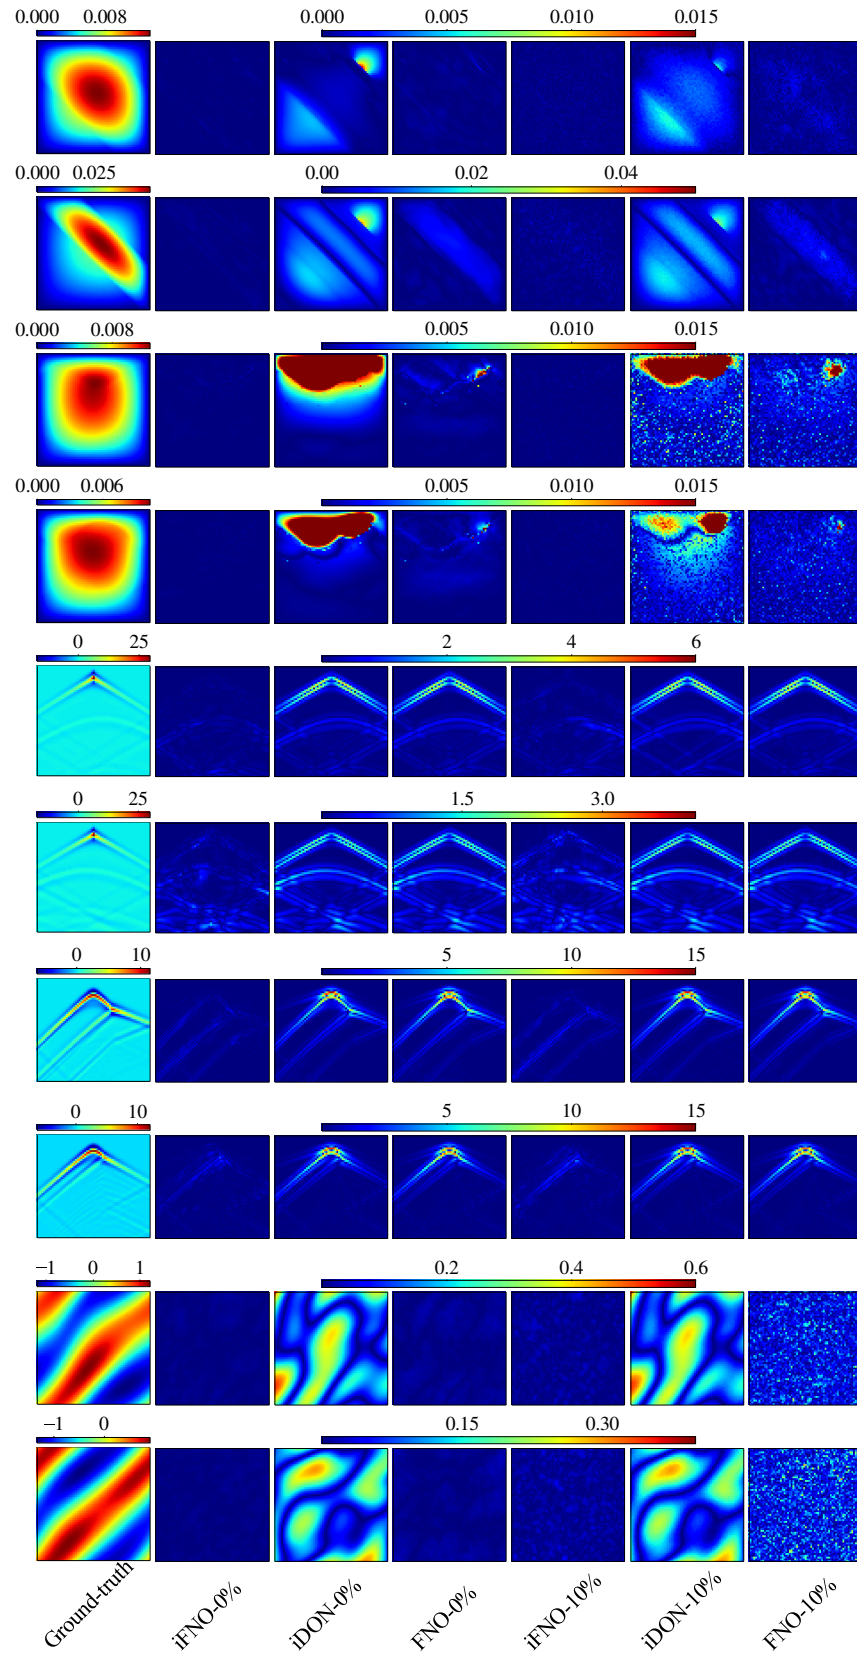 0.000 0.008 0.000 0.005 0.010 0.015
0.000 0.025 0.00 0.02 0.04
0.000 0.008 0.005 0.010 0.015
0.000 0.006 0.005 0.010 0.015
0 25 2 4 6
0 25 1.5 3.0
0 10 5 10 15
0 10 5 10 15
−1 0 1 0.2 0.4 0.6
−1 0 0.15 0.30
Ground-truth iFNO-0% iDON-0% FNO-0% iFNO-10% iDON-10% FNO-10%